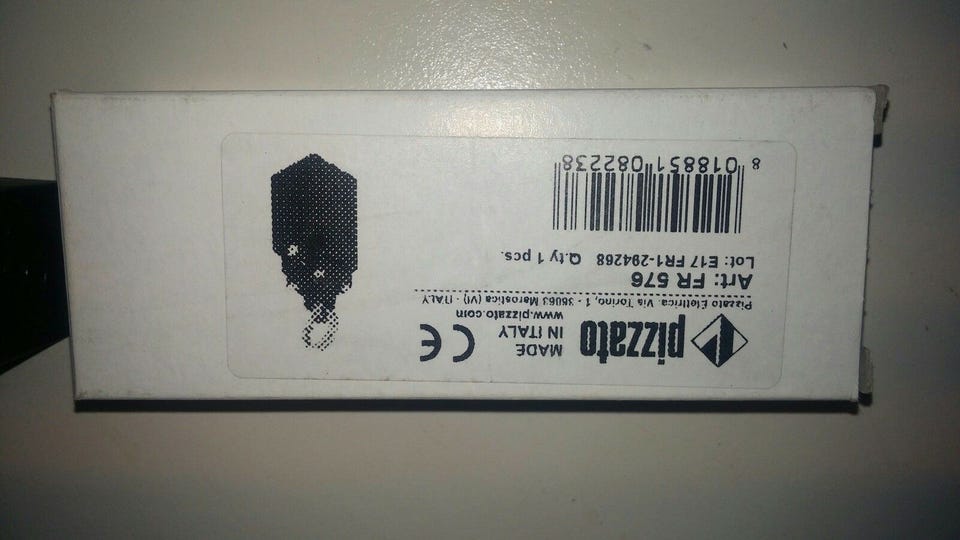 pizzato
MADE
IN ITALY
www.pizzato.com
CE
Pizzato Elettrica. Via Torino, 1 - 36063 Marostica (VI) - ITALY
Art: FR 576
Lot: E17 FR1-294268 Q.ty 1 pcs.
8 018851 082238